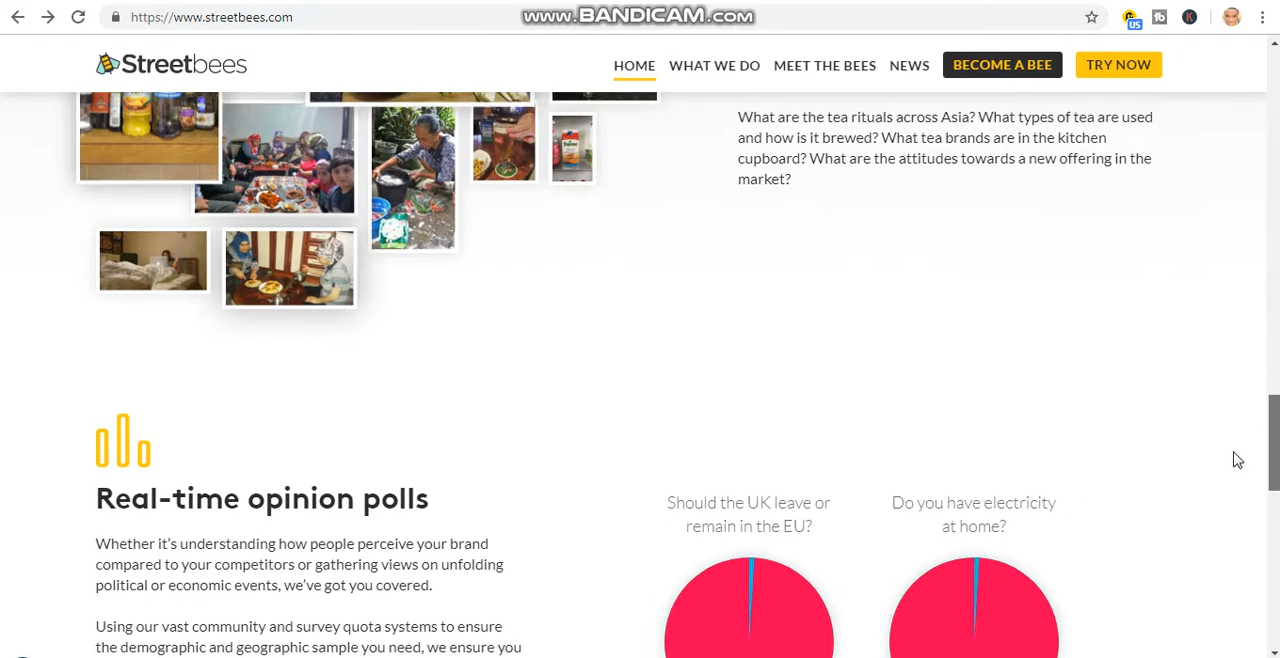 https://www.streetbees.com
www.BANDICAM.com
US
Streetbees
HOME WHAT WE DO MEET THE BEES NEWS BECOME A BEE TRY NOW
What are the tea rituals across Asia? What types of tea are used
and how is it brewed? What tea brands are in the kitchen
cupboard? What are the attitudes towards a new offering in the
market?
Real-time opinion polls
Whether it's understanding how people perceive your brand
compared to your competitors or gathering views on unfolding
political or economic events, we've got you covered.
Using our vast community and survey quota systems to ensure
the demographic and geographic sample you need, we ensure you
Should the UK leave or
remain in the EU?
Do you have electricity
at home?